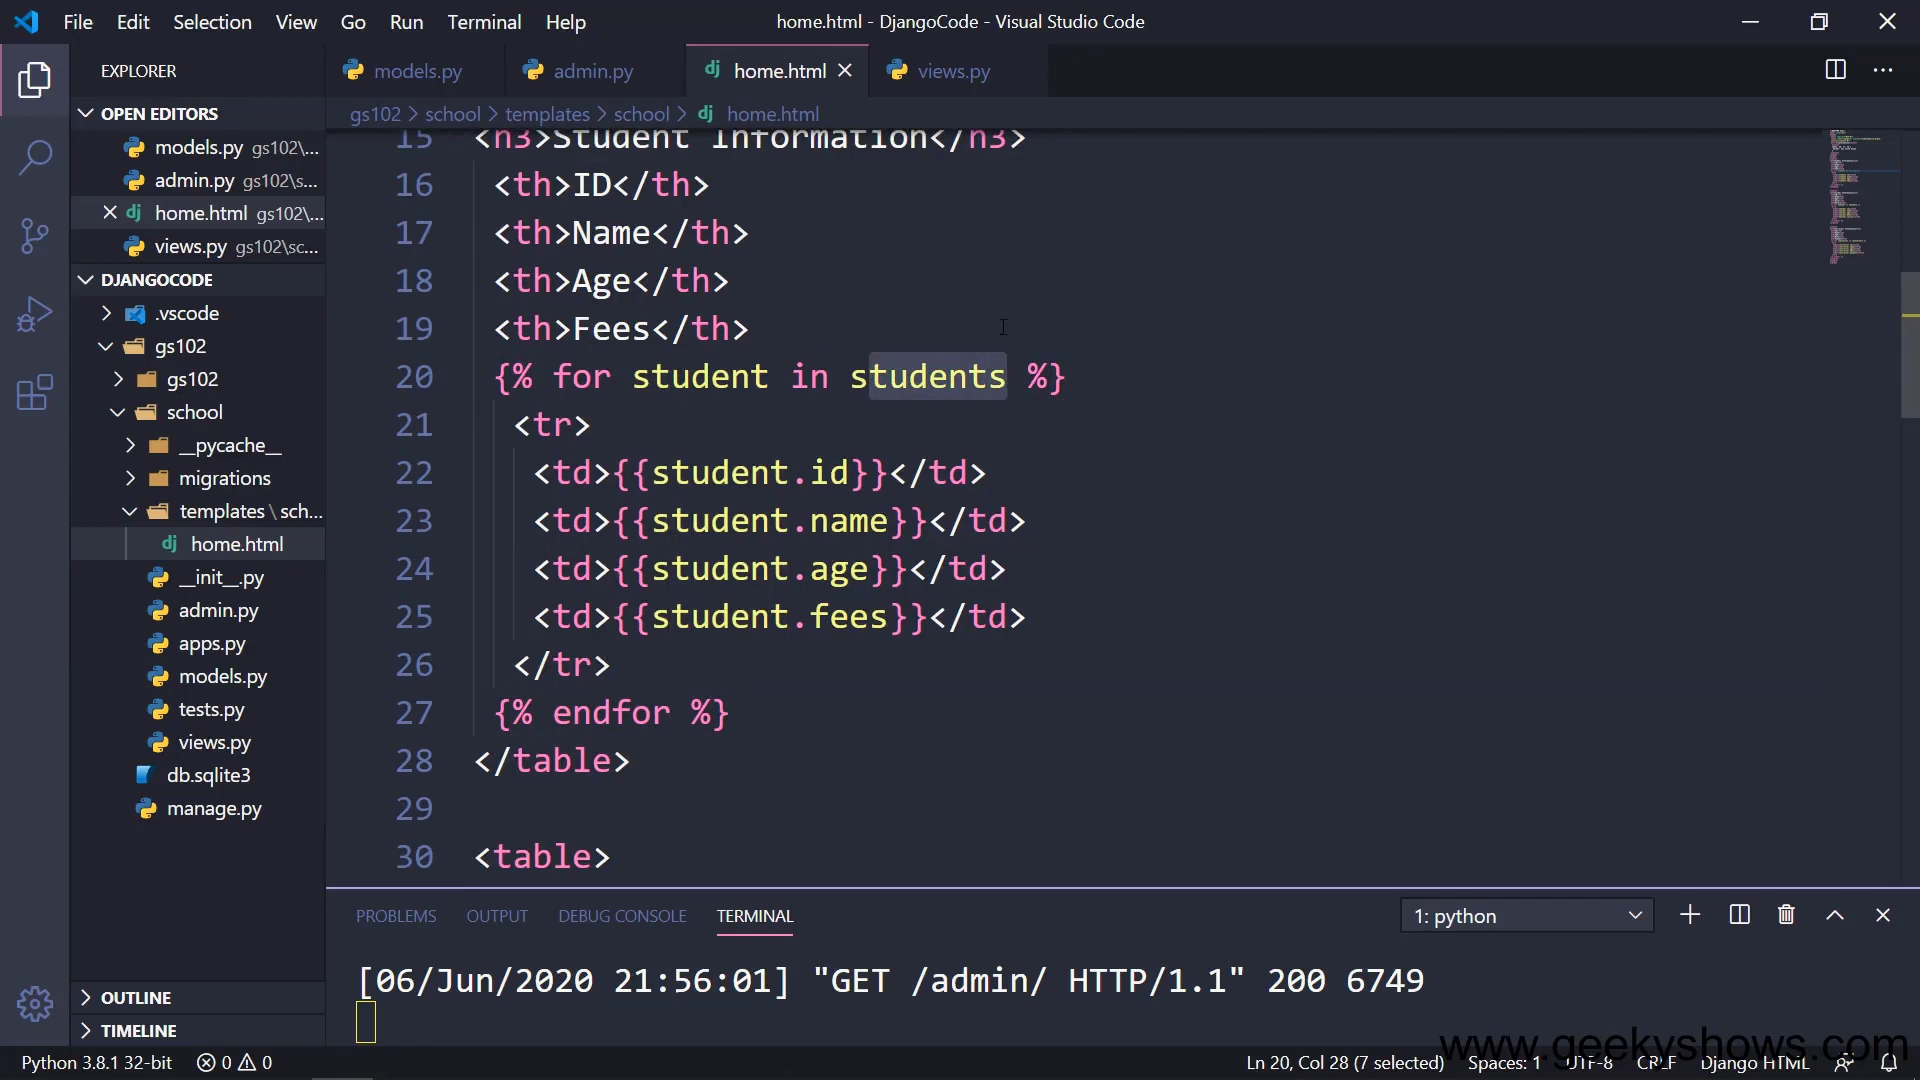 File Edit Selection View Go Run Terminal Help
home.html - DjangoCode - Visual Studio Code
EXPLORER
OPEN EDITORS
models.py gs102\...
admin.py gs102\s...
home.html gs102\...
views.py gs102\sc...
DJANGOCODE
.vscode
gs102
gs102
school
__pycache__
migrations
templates \ sch...
home.html
__init__.py
admin.py
apps.py
models.py
tests.py
views.py
db.sqlite3
manage.py
OUTLINE
TIMELINE
models.py admin.py home.html views.py
gs102 > school > templates > school > home.html
15 <h3>Student Information</h3>
16 <th>ID</th>
17 <th>Name</th>
18 <th>Age</th>
19 <th>Fees</th>
20 {% for student in students %}
21 <tr>
22 <td>{{student.id}}</td>
23 <td>{{student.name}}</td>
24 <td>{{student.age}}</td>
25 <td>{{student.fees}}</td>
26 </tr>
27 {% endfor %}
28 </table>
29
30 <table>
PROBLEMS OUTPUT DEBUG CONSOLE TERMINAL
1: python
[06/Jun/2020 21:56:01] "GET /admin/ HTTP/1.1" 200 6749
www.geekyshows.com
Python 3.8.1 32-bit 0 0
Ln 20, Col 28 (7 selected) Spaces: 1 UTF-8 CRLF Django HTML